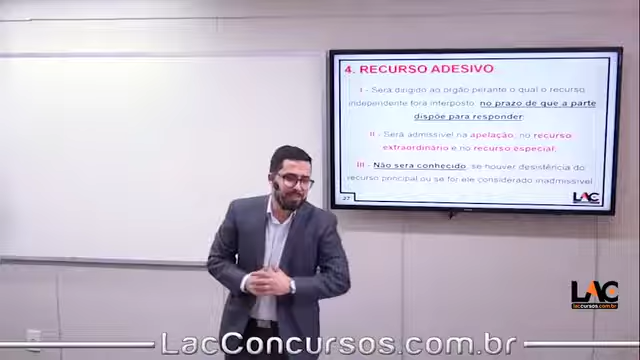 4. RECURSO ADESIVO
I - Será dirigido ao órgão perante o qual o recurso
independente fora interposto, no prazo de que a parte
dispõe para responder;
II - Será admissível na apelação, no recurso
extraordinário e no recurso especial;
III - Não será conhecido, se houver desistência do
recurso principal ou se for ele considerado inadmissível.
27
LAC
LAC
lacconcursos.com.br
LacConcursos.com.br